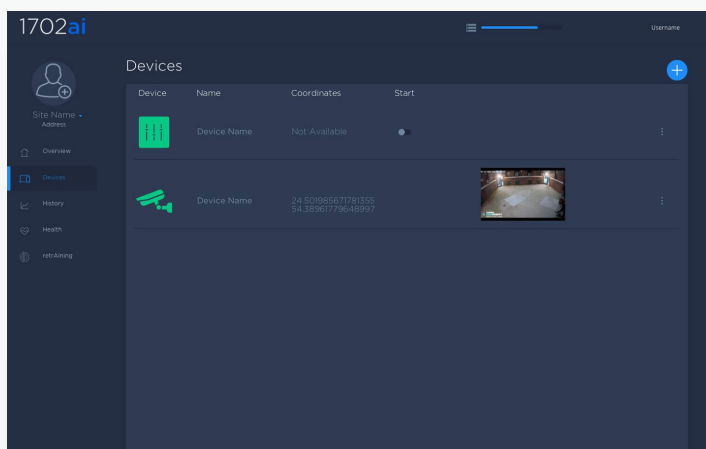 1702ai
Username
Devices
Device Name Coordinates Start
Site Name
Address
Device Name Not Available
Overview
Devices
History
Device Name 24.501985671781355
54.38961779648997
Health
retrAIning